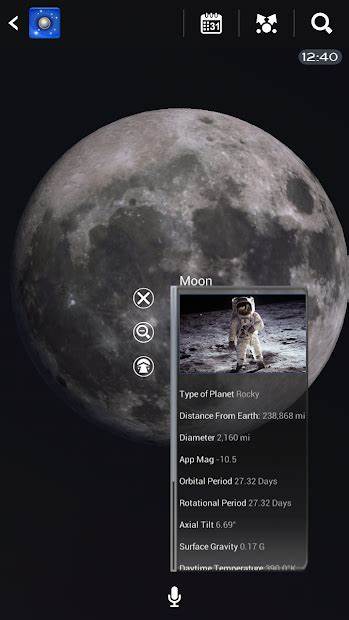 31
12:40
Moon
Type of Planet Rocky
Distance From Earth: 238,868 mi
Diameter 2,160 mi
App Mag -10.5
Orbital Period 27.32 Days
Rotational Period 27.32 Days
Axial Tilt 6.69°
Surface Gravity 0.17 G
Daytime Temperature 390.0°K